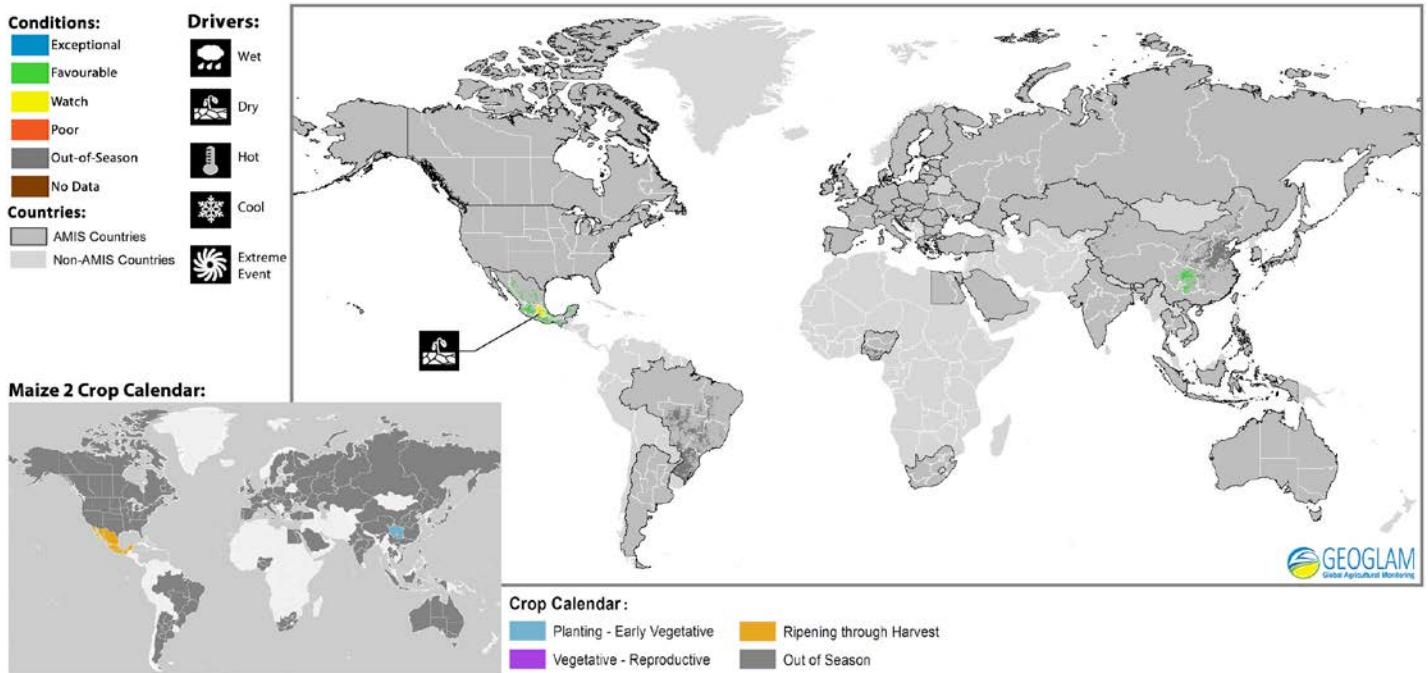 Conditions:
Exceptional
Favourable
Watch
Poor
Out-of-Season
No Data
Countries:
AMIS Countries
Non-AMIS Countries
Drivers:
Wet
Dry
Hot
Cool
Extreme
Event
Maize 2 Crop Calendar:
GEOGLAM
Global Agricultural Monitoring
Crop Calendar :
Planting - Early Vegetative
Vegetative - Reproductive
Ripening through Harvest
Out of Season